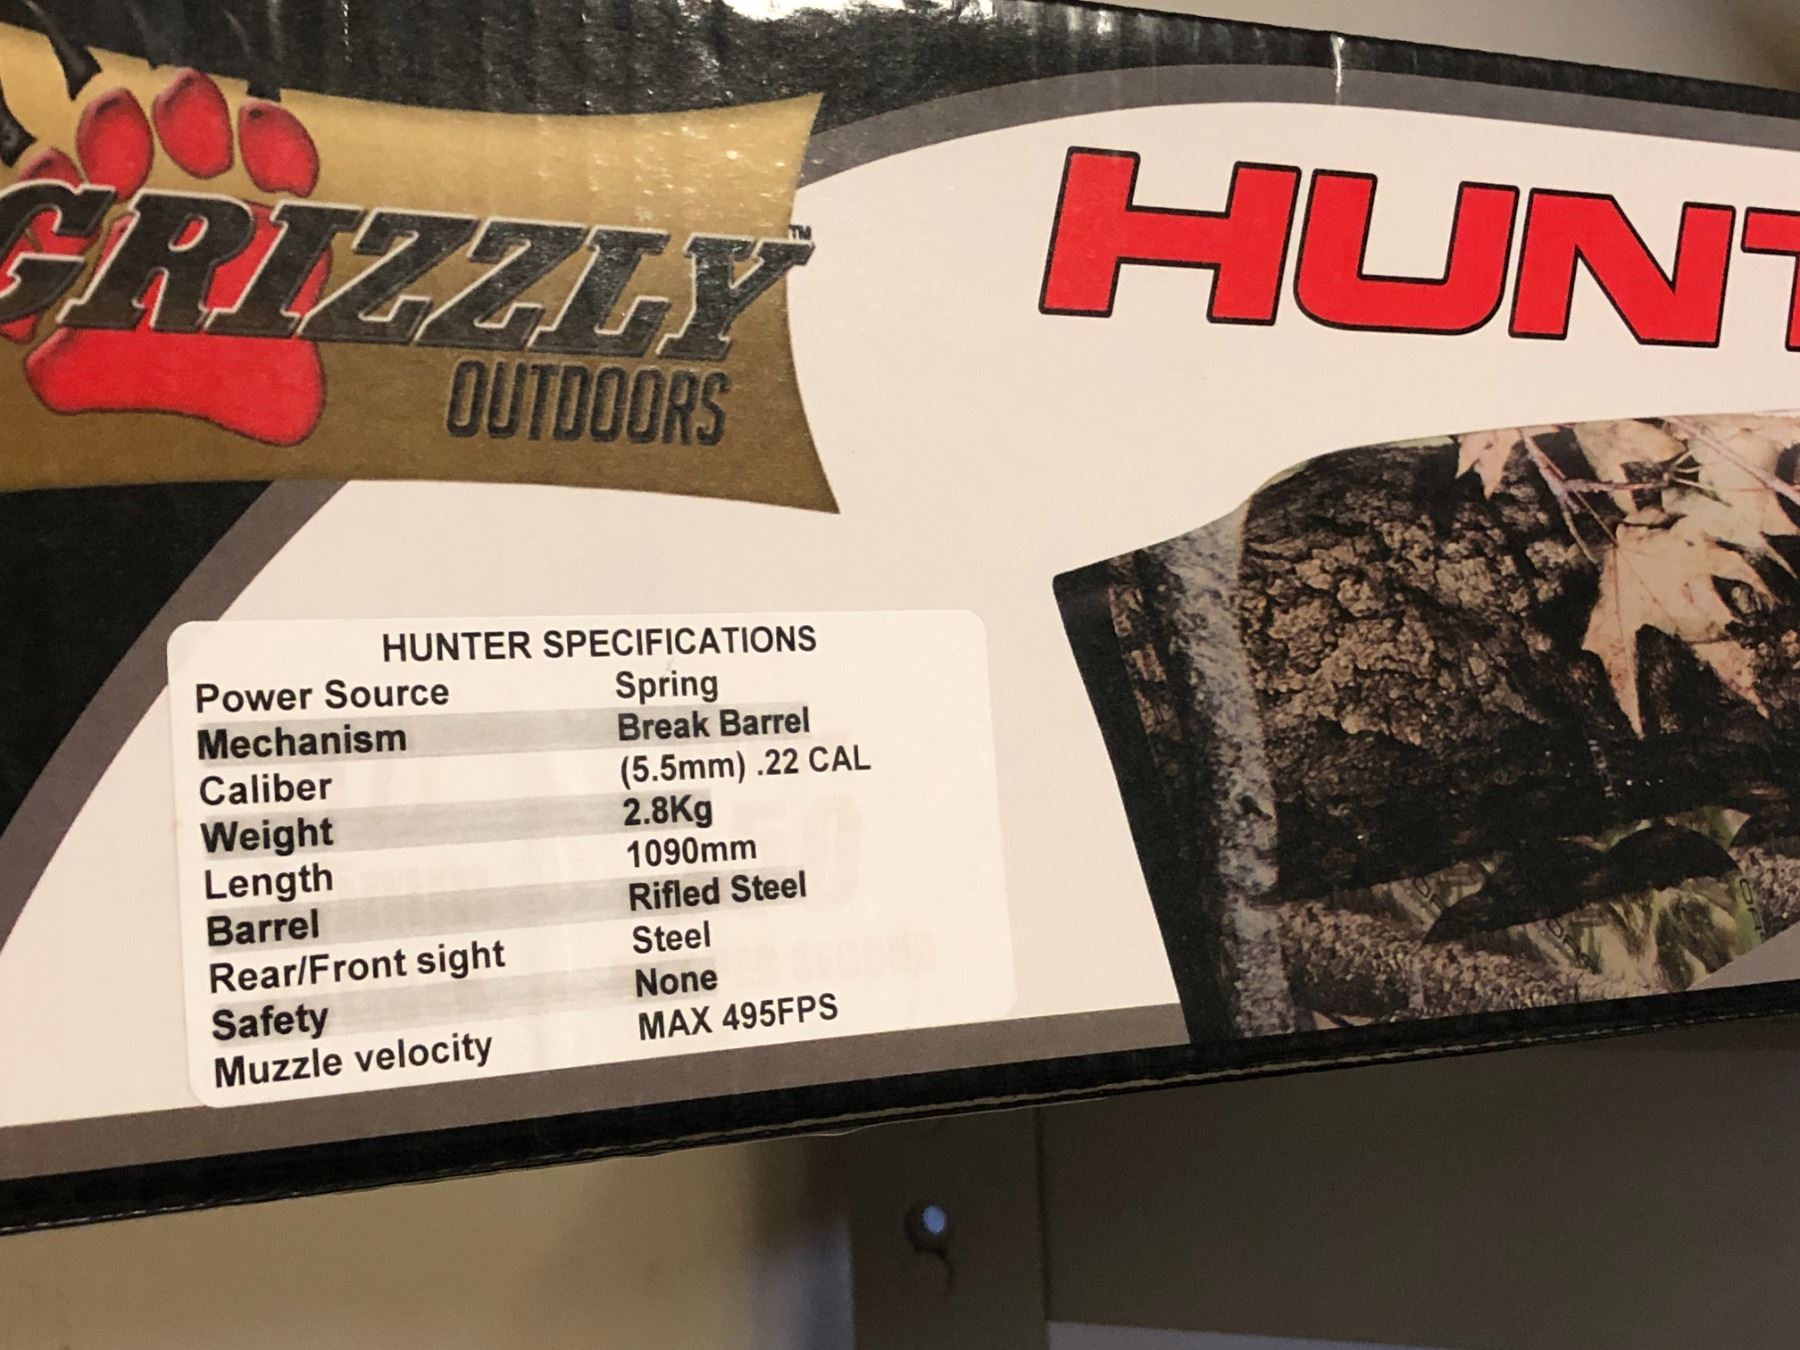 GRIZZLY™
OUTDOORS
HUNT
HUNTER SPECIFICATIONS
Power Source Spring
Mechanism Break Barrel
Caliber (5.5mm) .22 CAL
Weight 2.8Kg
Length 1090mm
Barrel Rifled Steel
Rear/Front sight Steel
Safety None
Muzzle velocity MAX 495FPS